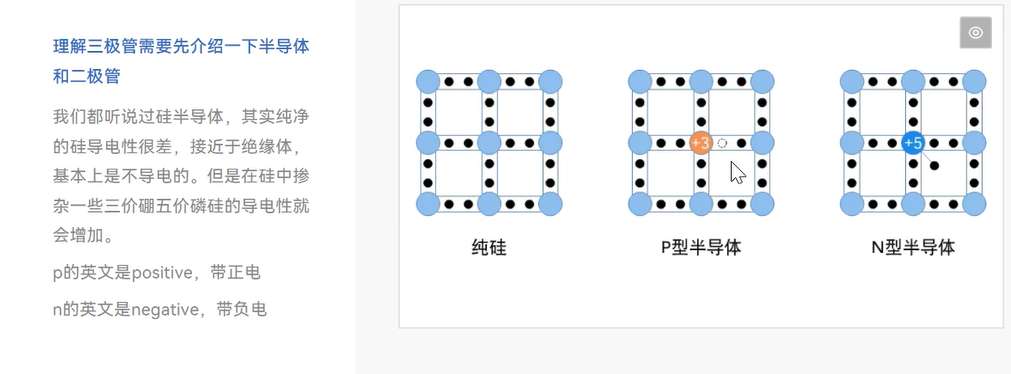 理解三极管需要先介绍一下半导体
和二极管
我们都听说过硅半导体，其实纯净
的硅导电性很差，接近于绝缘体，
基本上是不导电的。但是在硅中掺
杂一些三价硼五价磷硅的导电性就
会增加。
p的英文是positive，带正电
n的英文是negative，带负电
+3
+5
纯硅
P型半导体
N型半导体